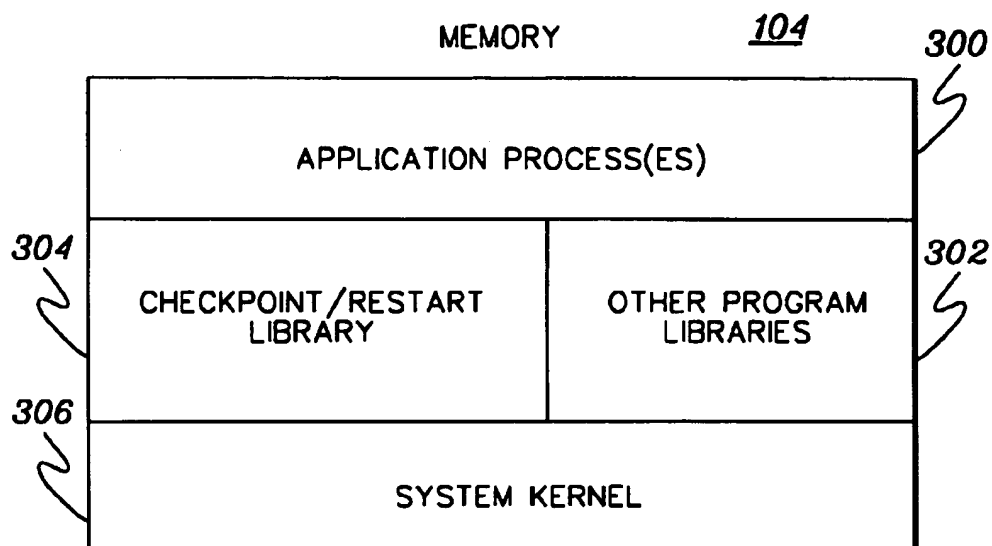 MEMORY 104
300
APPLICATION PROCESS(ES)
304
302
CHECKPOINT/RESTART
LIBRARY
OTHER PROGRAM
LIBRARIES
306
SYSTEM KERNEL